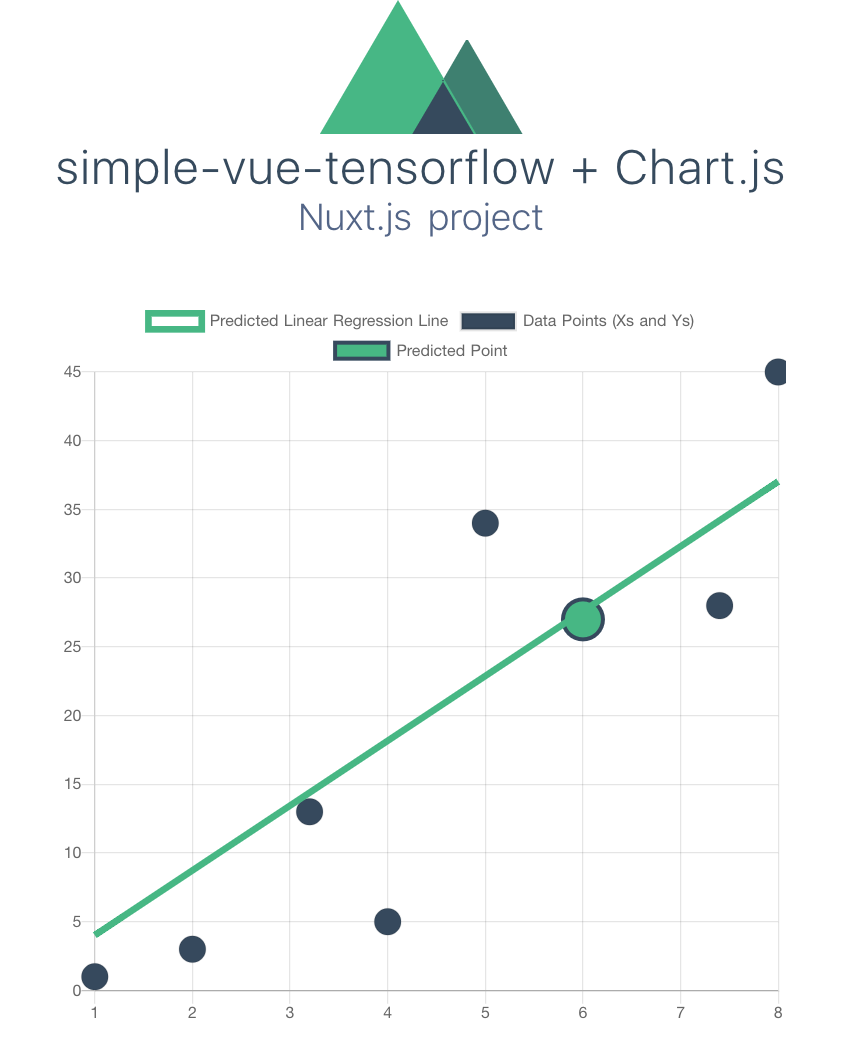 simple-vue-tensorflow + Chart.js
Nuxt.js project
Predicted Linear Regression Line Data Points (Xs and Ys)
Predicted Point
45
40
35
30
25
20
15
10
5
0
1 2 3 4 5 6 7 8